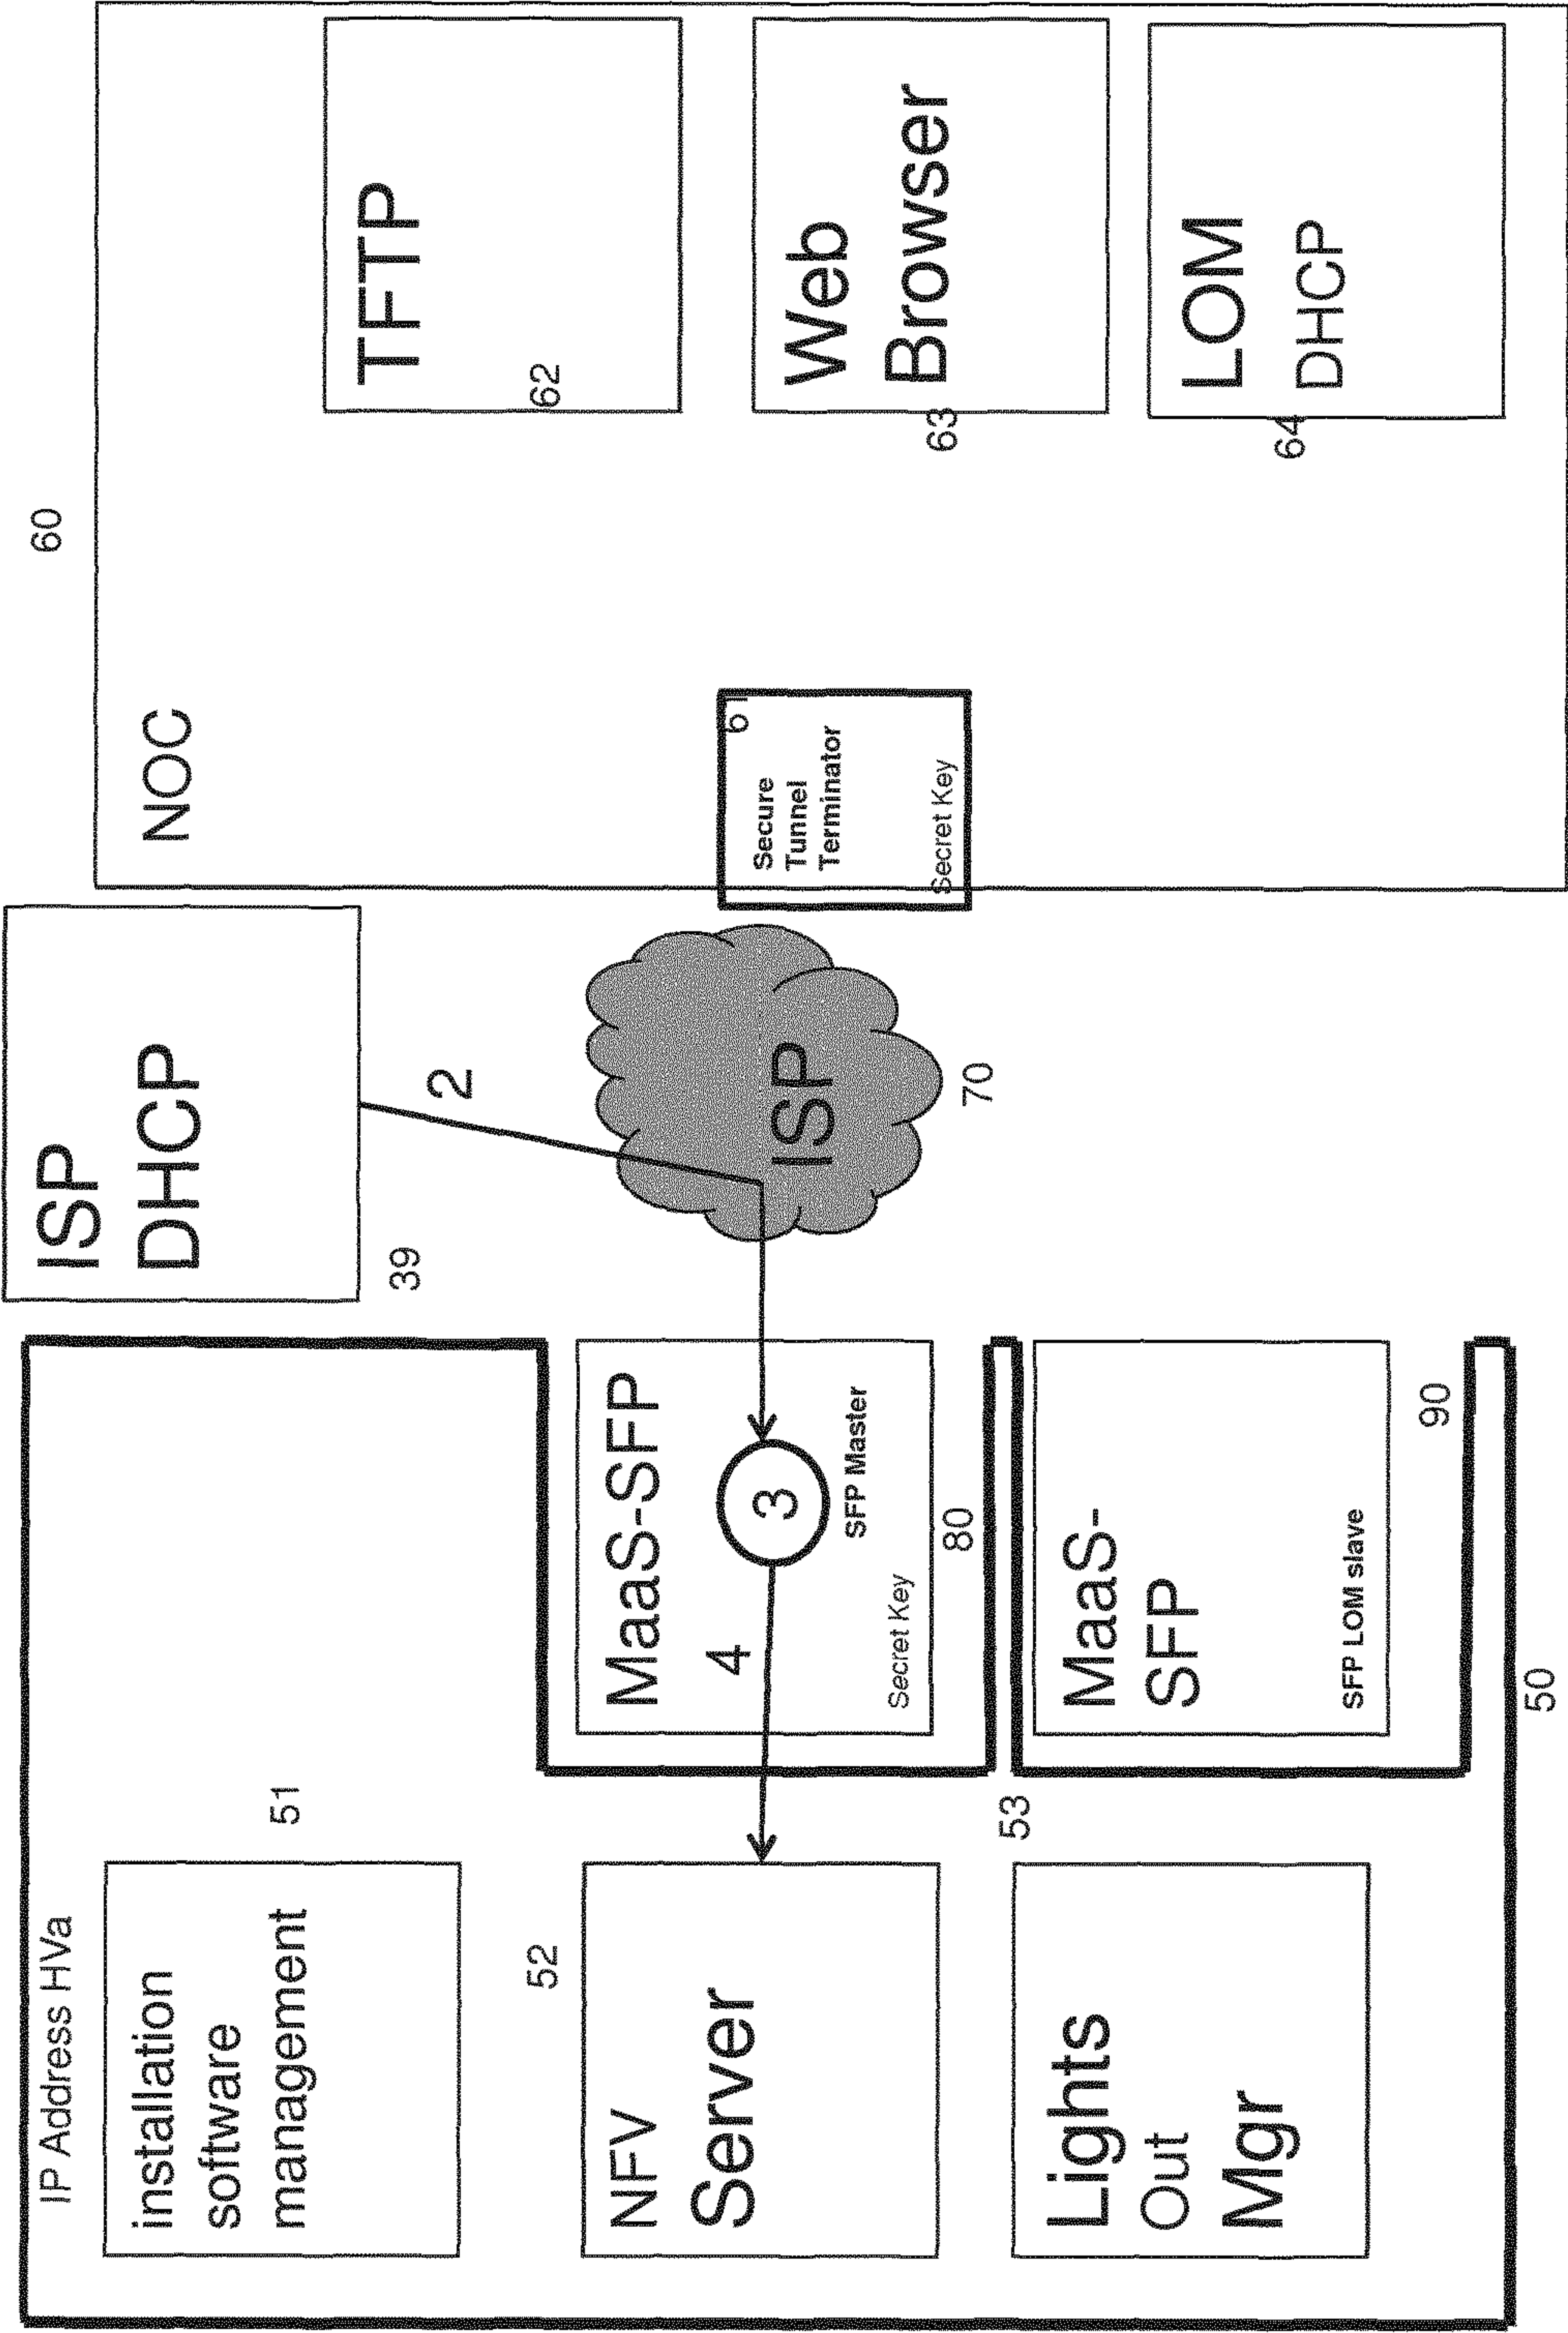 IP Address HVa
installation
software
management
51
52
NFV
Server
53
Lights
Out
Mgr
50
MaaS-SFP
4
3
SFP Master
Secret Key
80
MaaS-
SFP
SFP LOM slave
90
ISP
DHCP
39
2
ISP
70
60
NOC
61
Secure
Tunnel
Terminator
Secret Key
TFTP
62
Web
Browser
63
LOM
DHCP
64